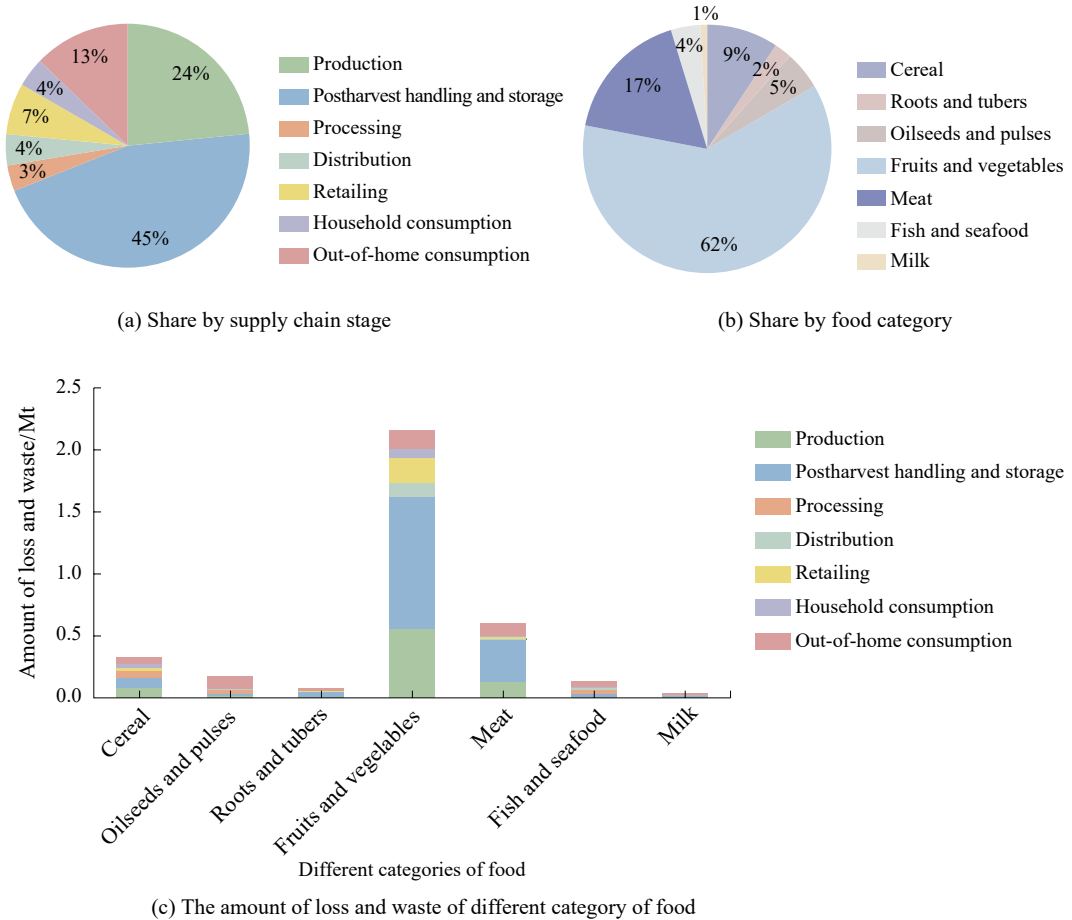 24%
45%
3%
4%
7%
4%
13%
Production
Postharvest handling and storage
Processing
Distribution
Retailing
Household consumption
Out-of-home consumption
(a) Share by supply chain stage
9%
2%
5%
62%
17%
4%
1%
Cereal
Roots and tubers
Oilseeds and pulses
Fruits and vegetables
Meat
Fish and seafood
Milk
(b) Share by food category
Amount of loss and waste/Mt
2.5
2.0
1.5
1.0
0.5
0.0
Cereal
Oilseeds and pulses
Roots and tubers
Fruits and vegelables
Meat
Fish and seafood
Milk
Different categories of food
Production
Postharvest handling and storage
Processing
Distribution
Retailing
Household consumption
Out-of-home consumption
(c) The amount of loss and waste of different category of food